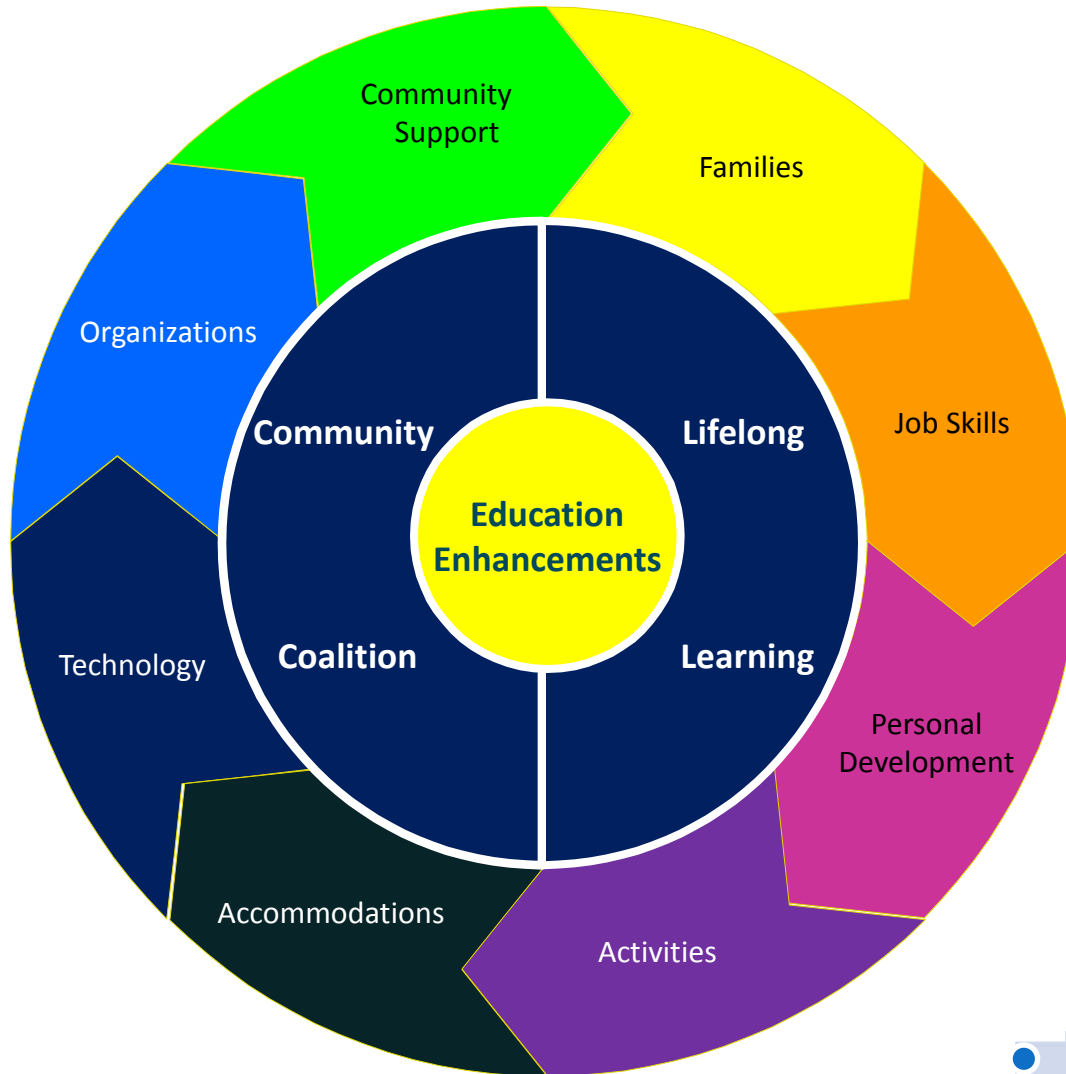 Community
Support
Families
Job Skills
Personal
Development
Activities
Accommodations
Technology
Organizations
Community
Coalition
Lifelong
Learning
Education
Enhancements